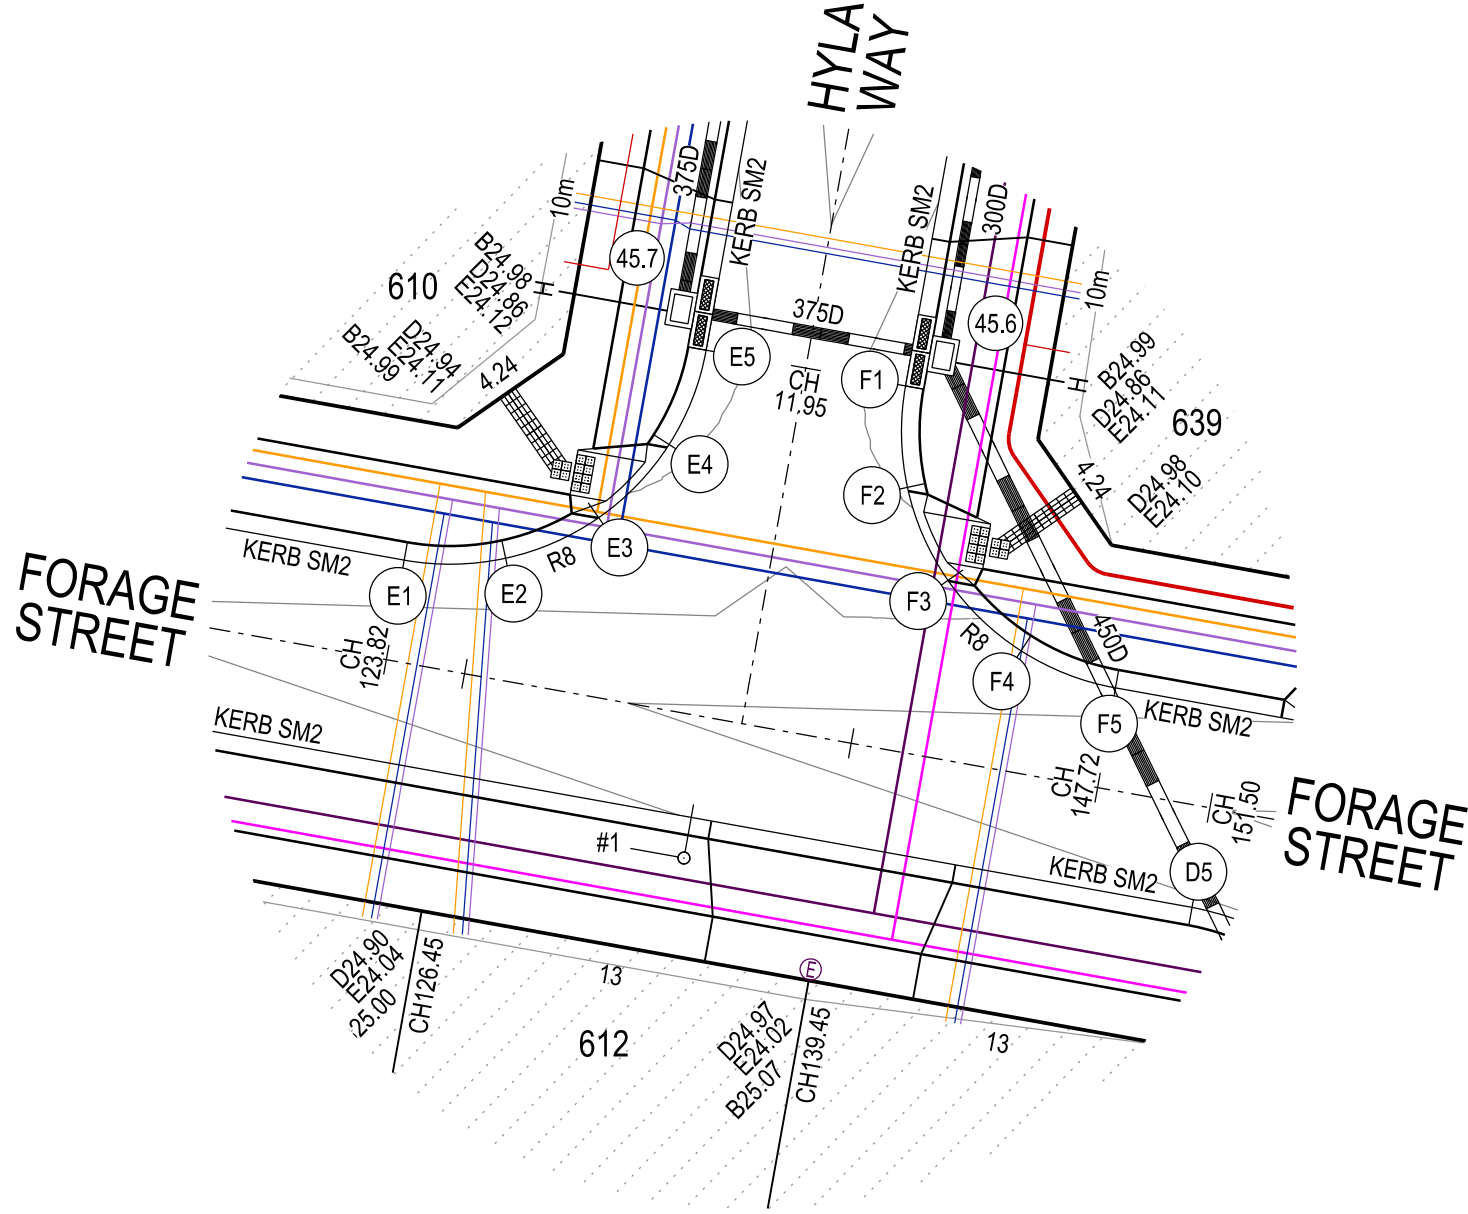 HYLA
WAY
375D
KERB SM2
KERB SM2
300D
10m
45.7
H
610
B24.98
D24.86
E24.12
D24.94
E24.11
B24.99
4.24
375D
E5
F1
CH
11.95
45.6
10m
H
B24.99
D24.86
E24.11
639
4.24
D24.98
E24.10
E4
F2
E3
R8
E2
E1
KERB SM2
FORAGE
STREET
CH
123.82
F3
R8
F4
450D
F5
KERB SM2
KERB SM2
CH
147.72
CH
151.50
FORAGE
STREET
#1
KERB SM2
D5
D24.90
E24.04
25.00
CH126.45
13
612
E
D24.97
E24.02
B25.07
CH139.45
13